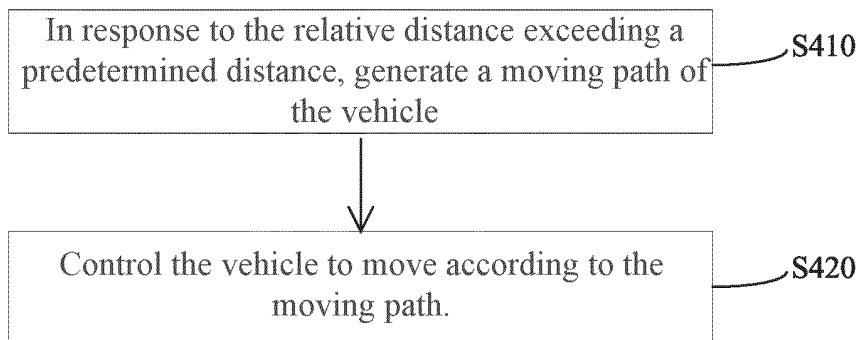 In response to the relative distance exceeding a
predetermined distance, generate a moving path of
the vehicle
S410
Control the vehicle to move according to the
moving path.
S420